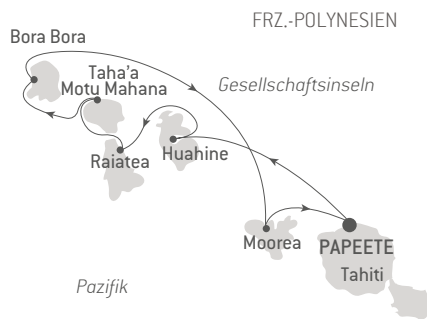 FRZ.-POLYNESIEN
Bora Bora
Taha'a
Motu Mahana
Gesellschaftsinseln
Raiatea
Huahine
Moorea
PAPEETE
Tahiti
Pazifik